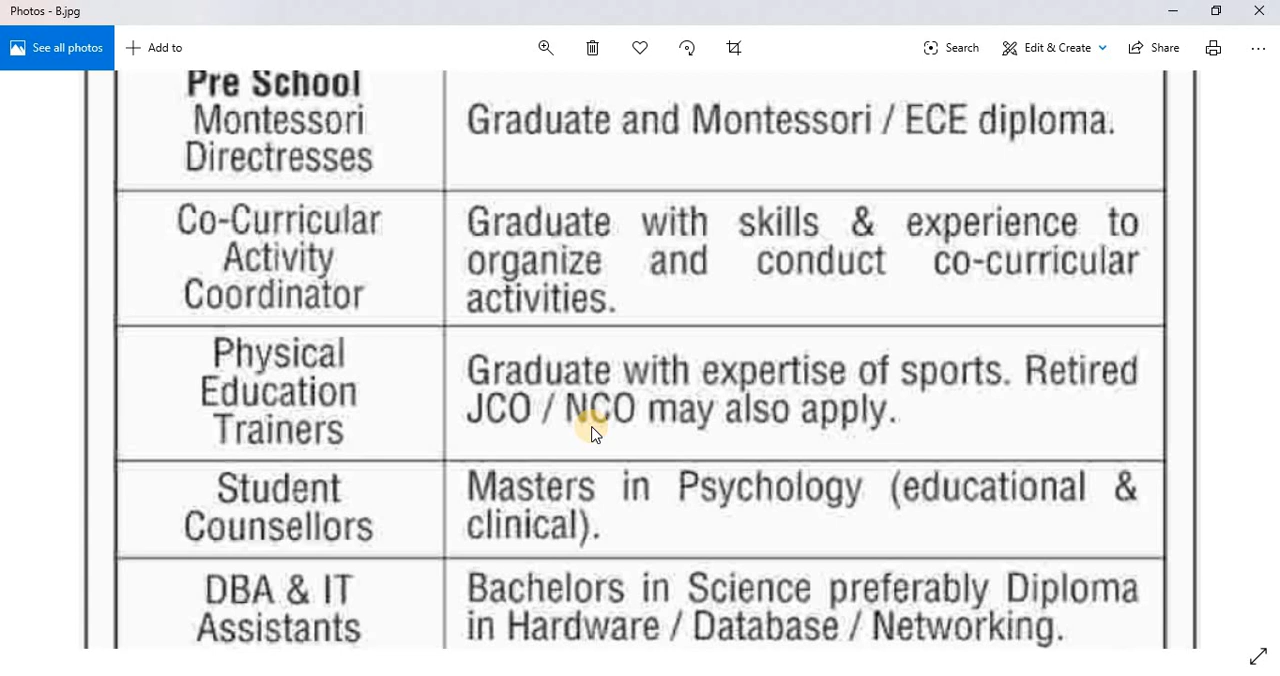 Photos - B.jpg
See all photos
Add to
Search
Edit & Create
Share
Pre School
Montessori
Directresses
Graduate and Montessori / ECE diploma.
Co-Curricular
Activity
Coordinator
Graduate with skills & experience to
organize and conduct co-curricular
activities.
Physical
Education
Trainers
Graduate with expertise of sports. Retired
JCO / NCO may also apply.
Student
Counsellors
Masters in Psychology (educational &
clinical).
DBA & IT
Assistants
Bachelors in Science preferably Diploma
in Hardware / Database / Networking.